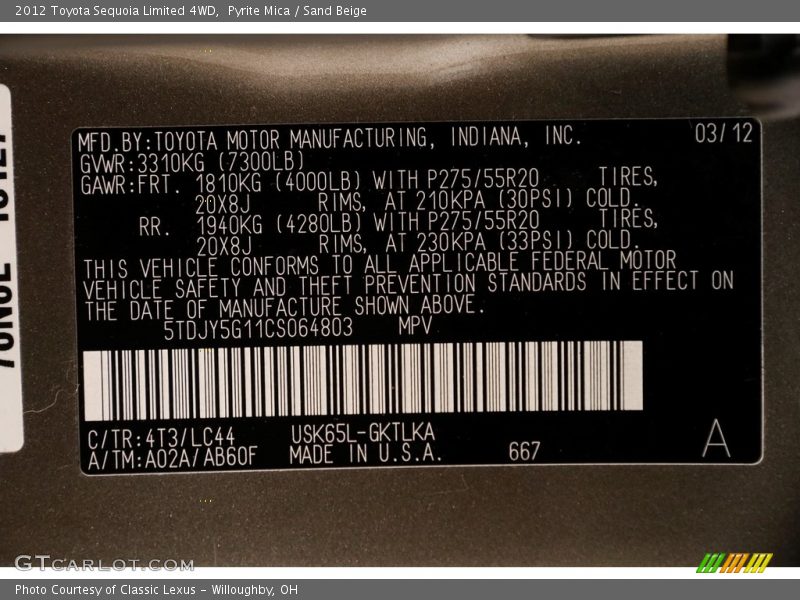 2012 Toyota Sequoia Limited 4WD, Pyrite Mica / Sand Beige
MFD.BY:TOYOTA MOTOR MANUFACTURING, INDIANA, INC. 03/12
GVWR:3310KG (7300LB)
GAWR:FRT. 1810KG (4000LB) WITH P275/55R20 TIRES,
20X8J RIMS, AT 210KPA (30PSI) COLD.
RR. 1940KG (4280LB) WITH P275/55R20 TIRES,
20X8J RIMS, AT 230KPA (33PSI) COLD.
THIS VEHICLE CONFORMS TO ALL APPLICABLE FEDERAL MOTOR
VEHICLE SAFETY AND THEFT PREVENTION STANDARDS IN EFFECT ON
THE DATE OF MANUFACTURE SHOWN ABOVE.
5TDJY5G11CS064803 MPV
C/TR:4T3/LC44 USK65L-GKTLKA
A/TM:A02A/AB60F MADE IN U.S.A. 667 A
GTCARLOT.COM
Photo Courtesy of Classic Lexus - Willoughby, OH